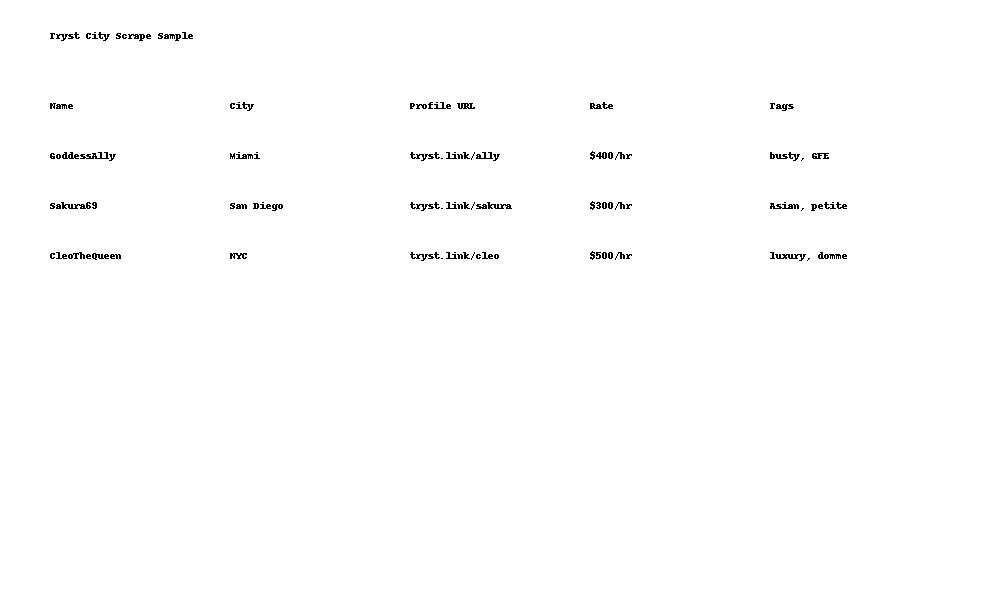 Tryst City Scrape Sample
Name City Profile URL Rate Tags
GoddessAlly Miami tryst.link/ally $400/hr busty, GFE
Sakura69 San Diego tryst.link/sakura $300/hr Asian, petite
CleoTheQueen NYC tryst.link/cleo $500/hr luxury, domme